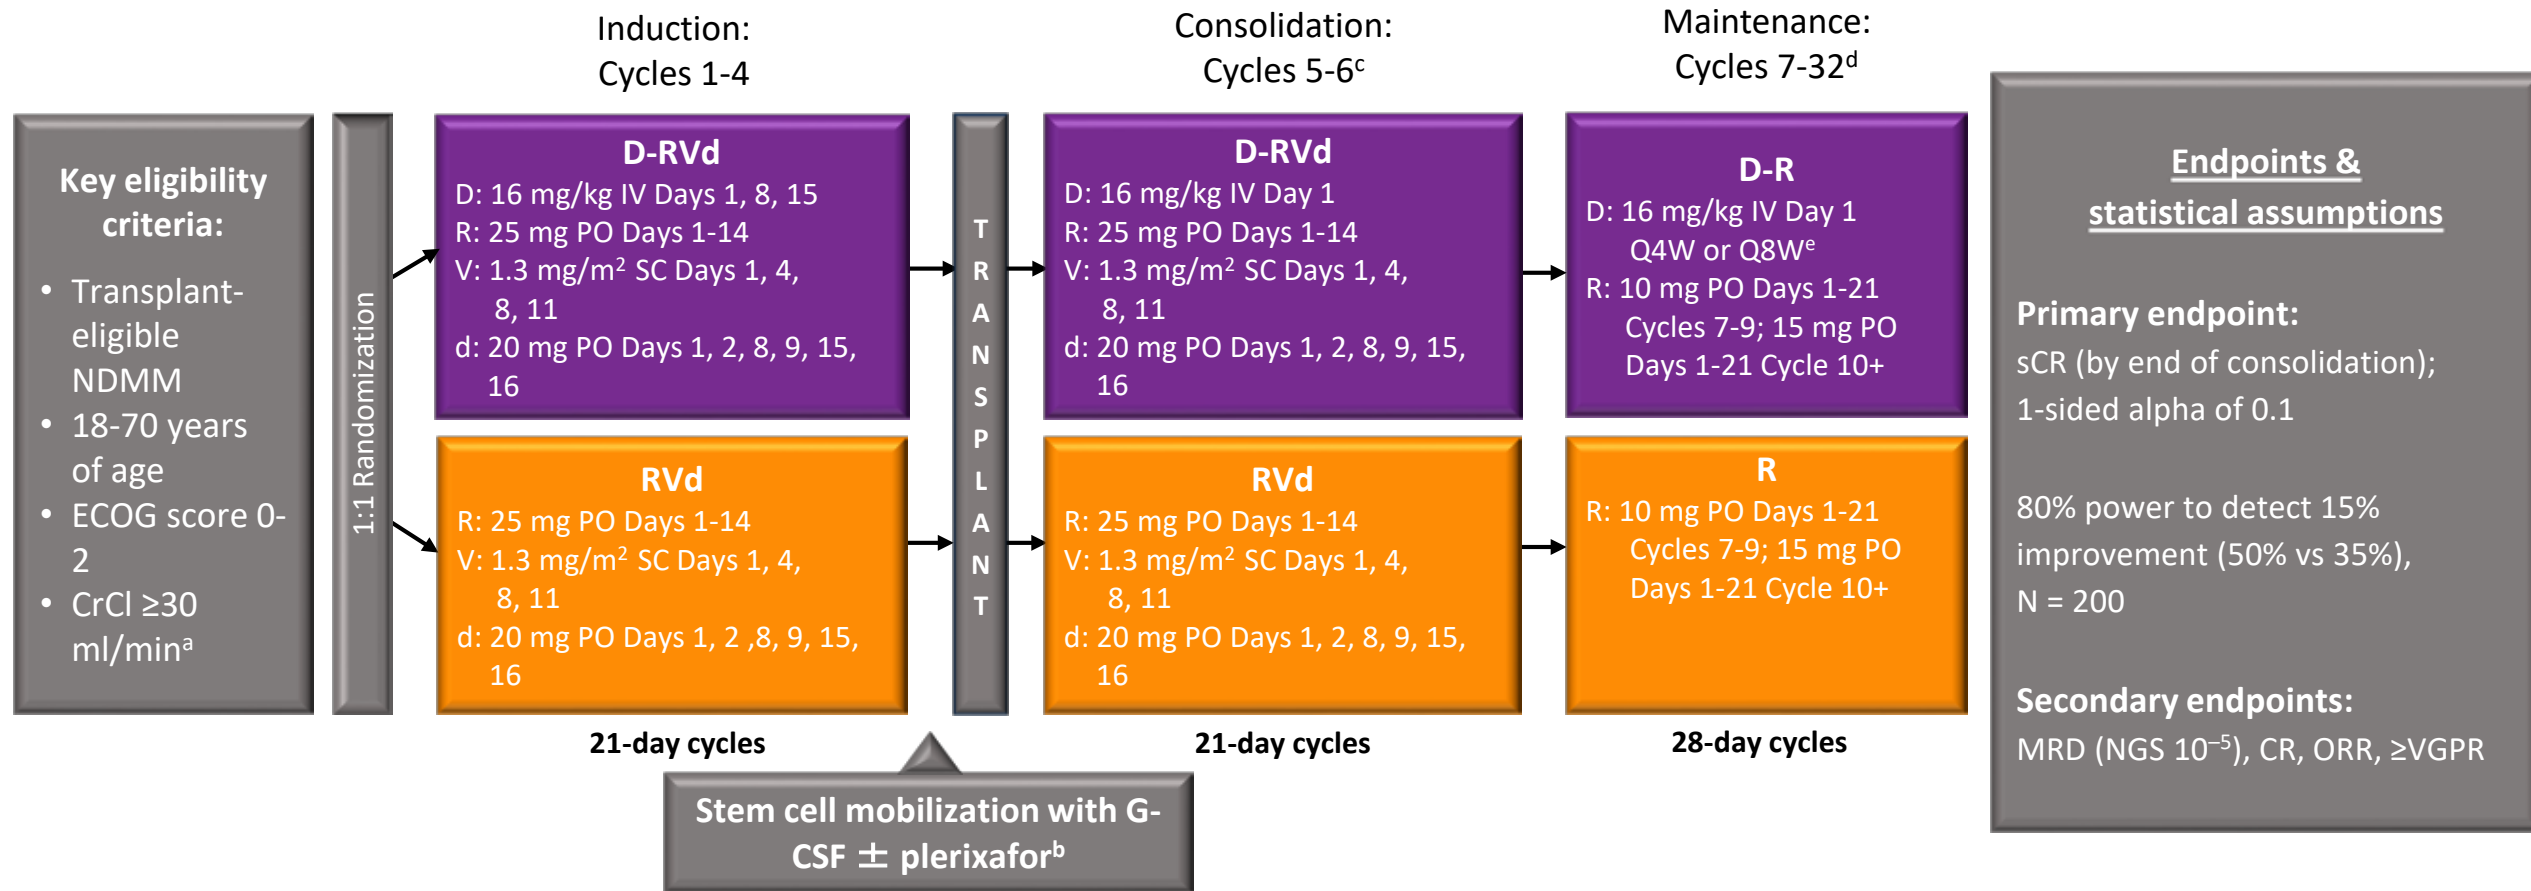 Induction:
Cycles 1-4
Consolidation:
Cycles 5-6ᶜ
Maintenance:
Cycles 7-32ᵈ
Key eligibility
criteria:
• Transplant-
eligible
NDMM
• 18-70 years
of age
• ECOG score 0-
2
• CrCl ≥30
ml/minᵃ
1:1 Randomization
D-RVd
D: 16 mg/kg IV Days 1, 8, 15
R: 25 mg PO Days 1-14
V: 1.3 mg/m² SC Days 1, 4,
8, 11
d: 20 mg PO Days 1, 2, 8, 9, 15,
16
RVd
R: 25 mg PO Days 1-14
V: 1.3 mg/m² SC Days 1, 4,
8, 11
d: 20 mg PO Days 1, 2 ,8, 9, 15,
16
21-day cycles
TRANSPLANT
Stem cell mobilization with G-
CSF ± plerixaforᵇ
D-RVd
D: 16 mg/kg IV Day 1
R: 25 mg PO Days 1-14
V: 1.3 mg/m² SC Days 1, 4,
8, 11
d: 20 mg PO Days 1, 2, 8, 9, 15,
16
RVd
R: 25 mg PO Days 1-14
V: 1.3 mg/m² SC Days 1, 4,
8, 11
d: 20 mg PO Days 1, 2, 8, 9, 15,
16
21-day cycles
D-R
D: 16 mg/kg IV Day 1
Q4W or Q8Wᵉ
R: 10 mg PO Days 1-21
Cycles 7-9; 15 mg PO
Days 1-21 Cycle 10+
R
R: 10 mg PO Days 1-21
Cycles 7-9; 15 mg PO
Days 1-21 Cycle 10+
28-day cycles
Endpoints &
statistical assumptions
Primary endpoint:
sCR (by end of consolidation);
1-sided alpha of 0.1
80% power to detect 15%
improvement (50% vs 35%),
N = 200
Secondary endpoints:
MRD (NGS 10⁻⁵), CR, ORR, ≥VGPR